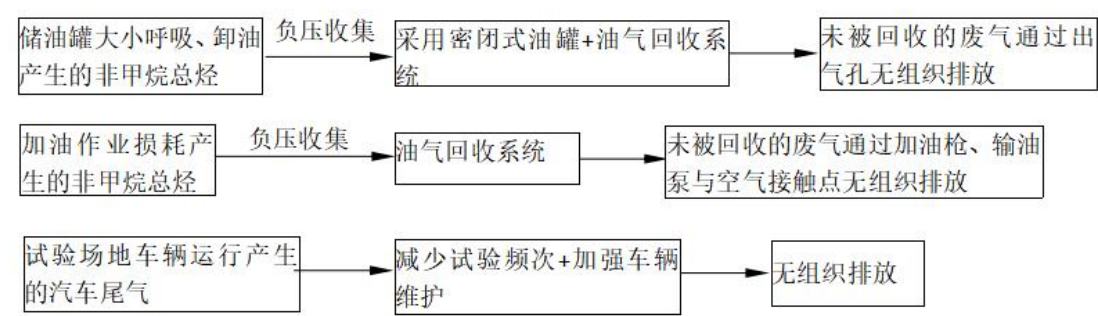 储油罐大小呼吸、卸油
产生的非甲烷总烃
负压收集
采用密闭式油罐+油气回收系
统
未被回收的废气通过出
气孔无组织排放
加油作业损耗产
生的非甲烷总烃
负压收集
油气回收系统
未被回收的废气通过加油枪、输油
泵与空气接触点无组织排放
试验场地车辆运行产生
的汽车尾气
减少试验频次+加强车辆
维护
无组织排放